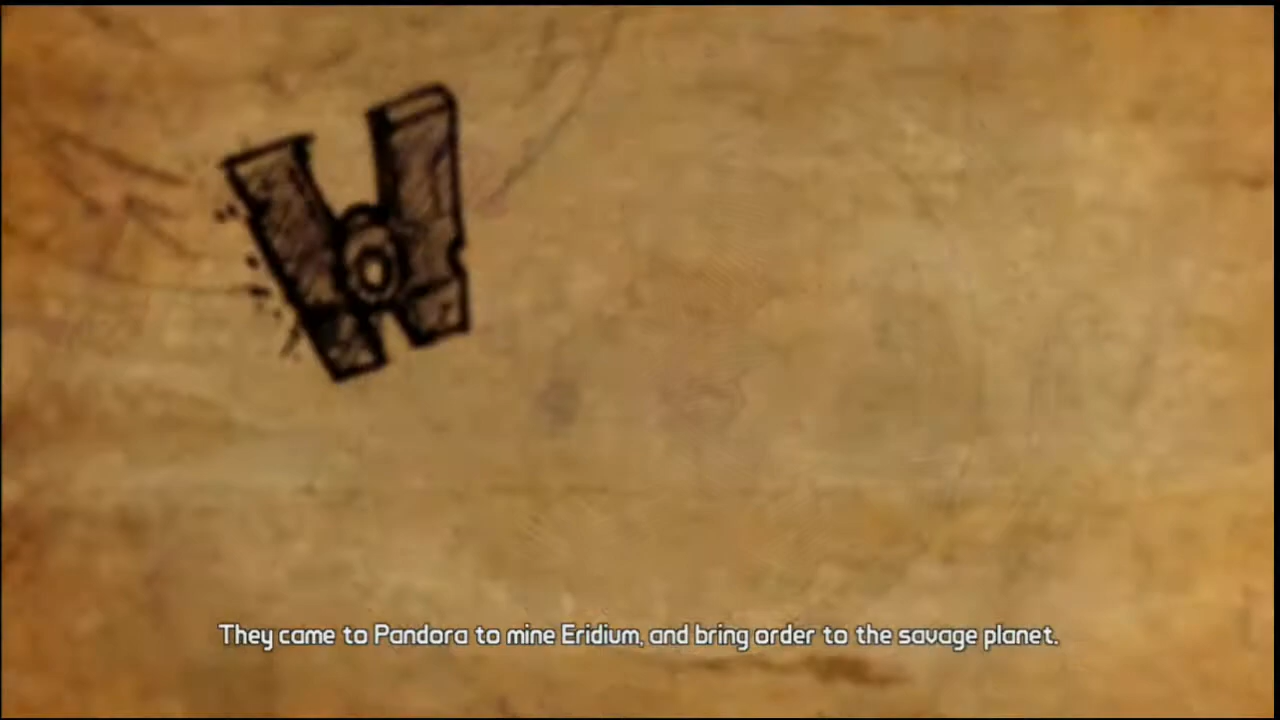 They came to Pandora to mine Eridium, and bring order to the savage planet.